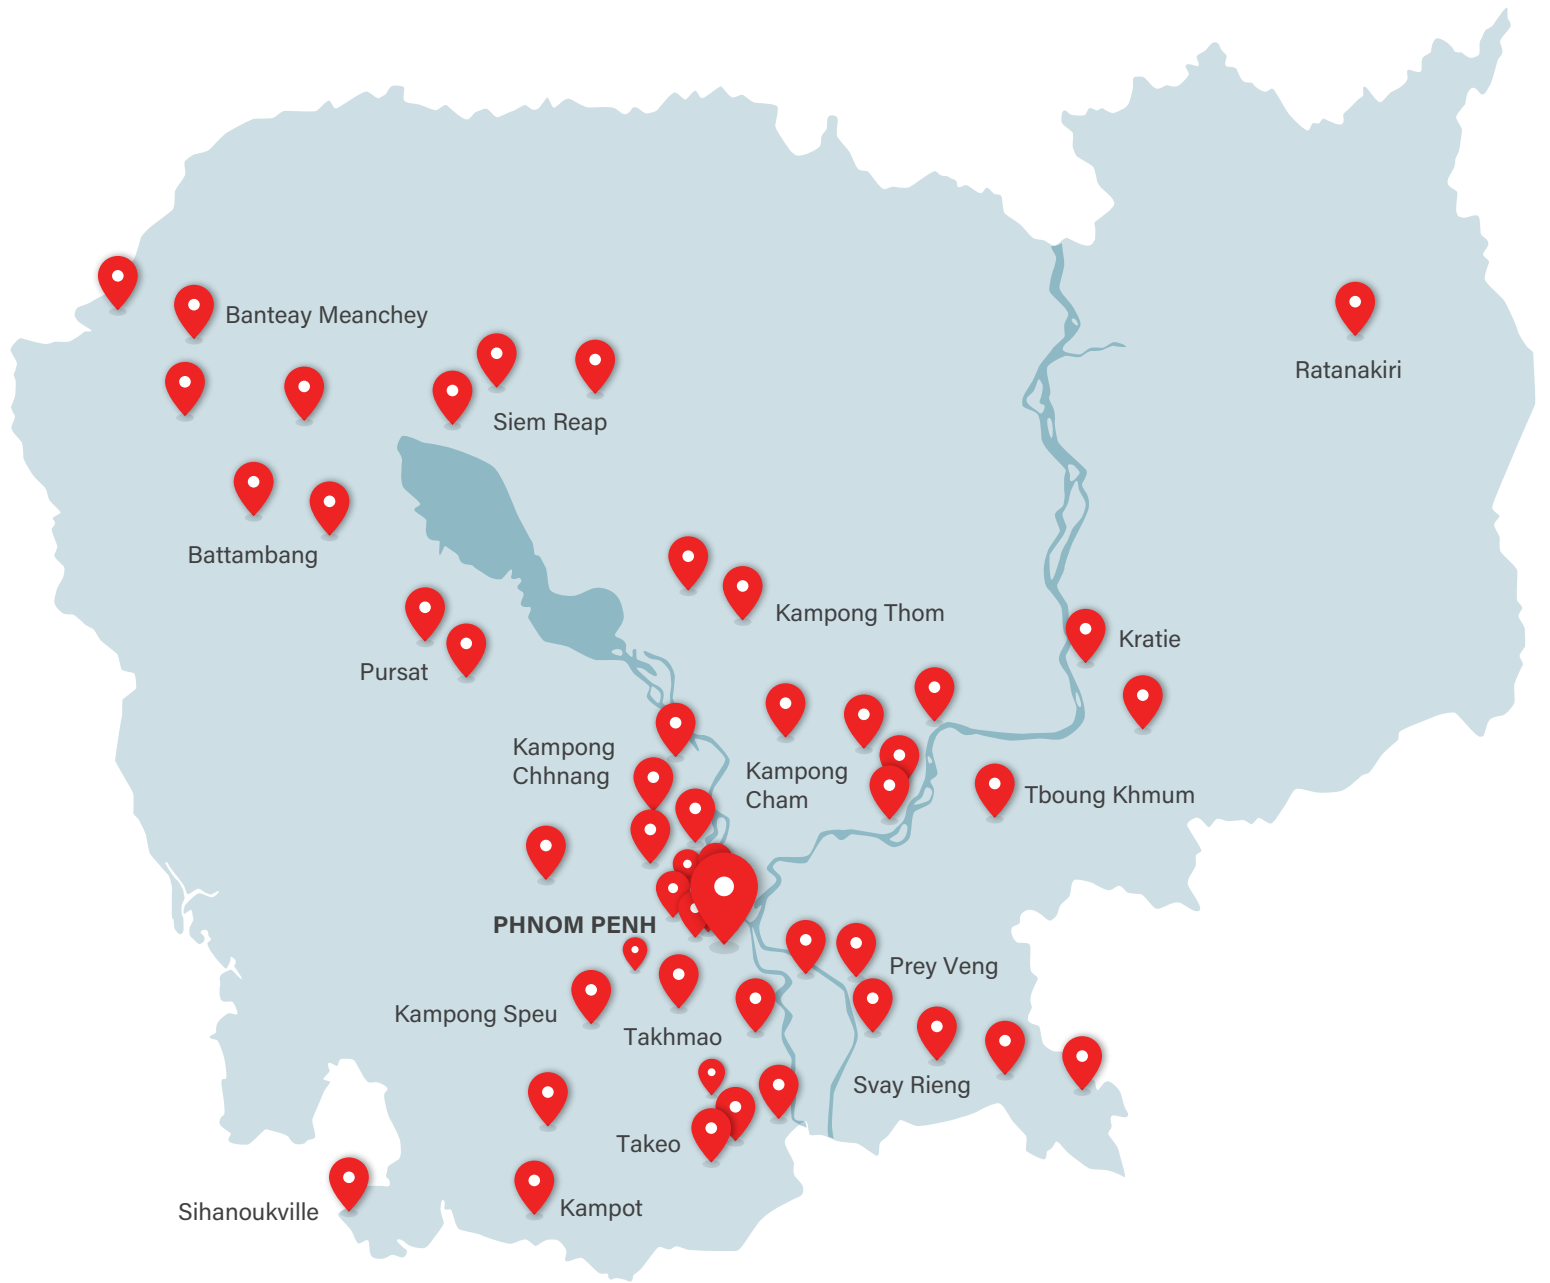 Banteay Meanchey
Ratanakiri
Siem Reap
Battambang
Kampong Thom
Kratie
Pursat
Kampong
Chhnang
Kampong
Cham
Tboung Khmum
PHNOM PENH
Prey Veng
Kampong Speu
Takhmao
Svay Rieng
Takeo
Kampot
Sihanoukville